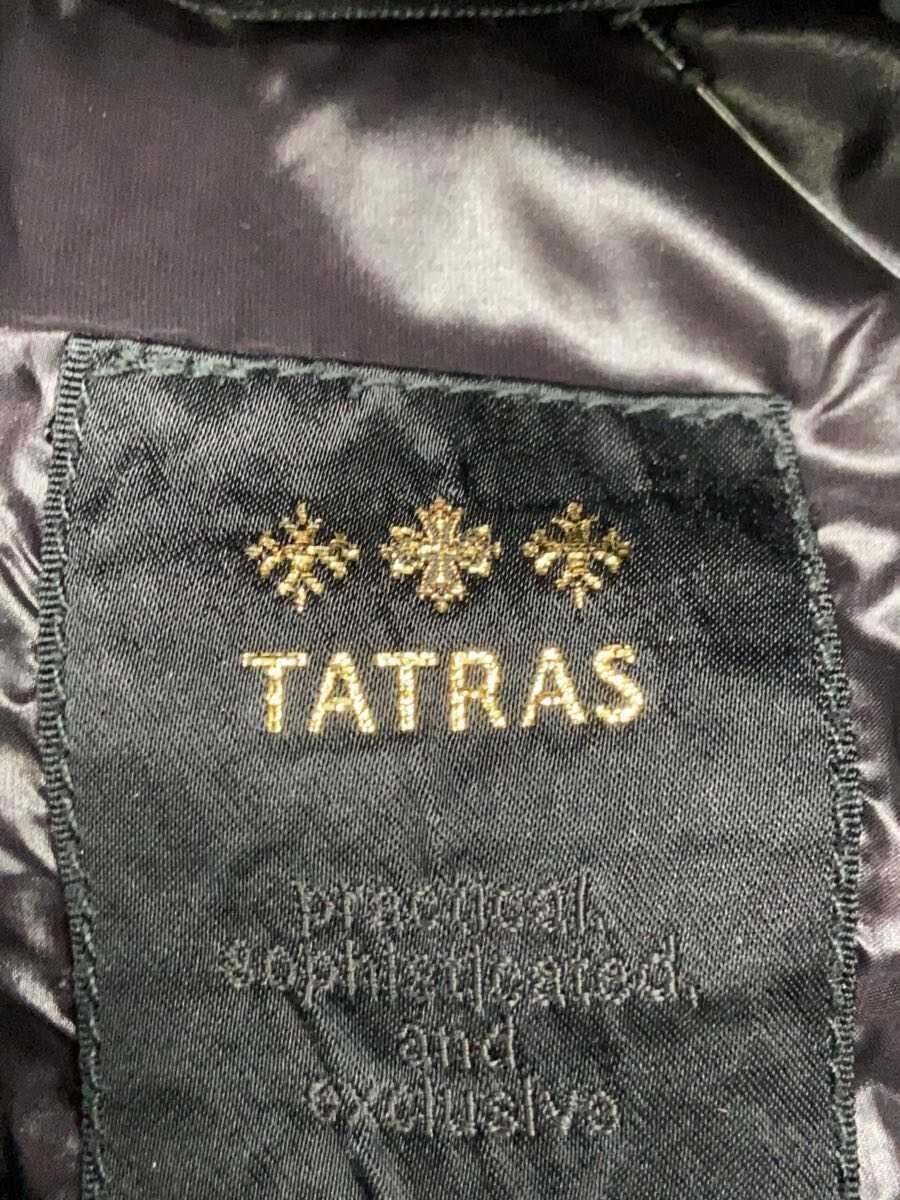 TATRAS
practical,
sophisticated,
and
exclusive